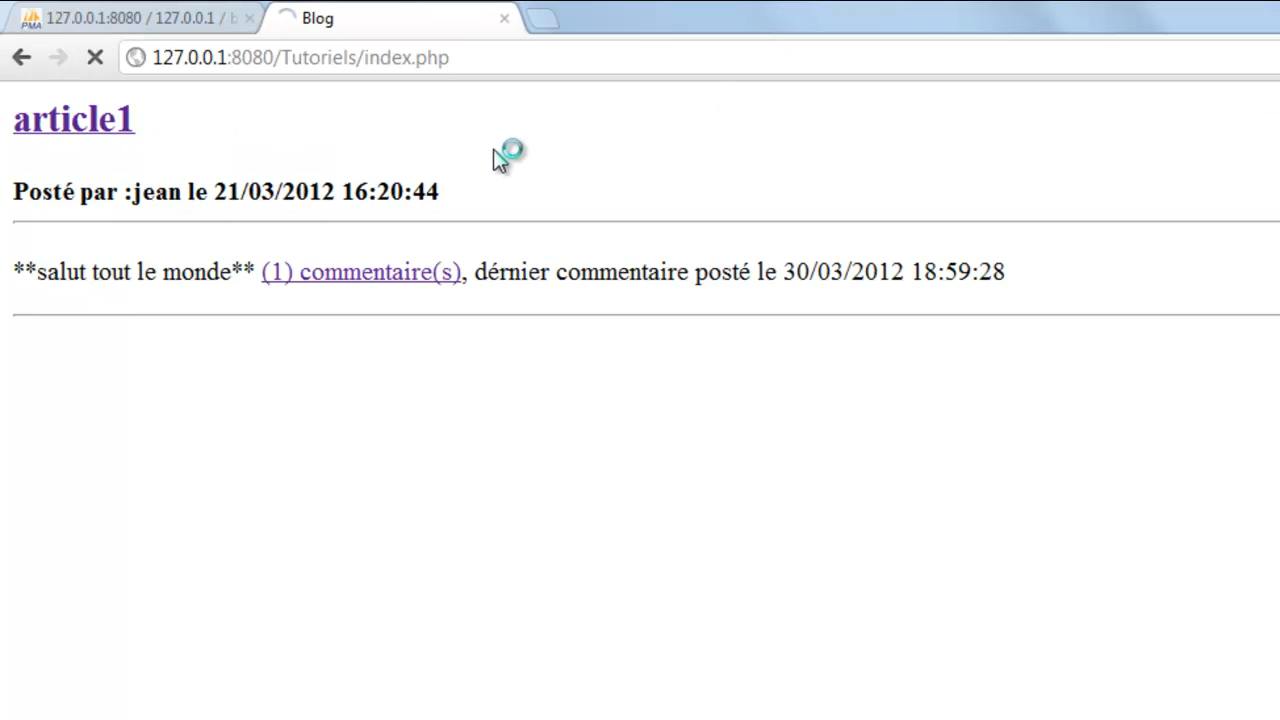 PMA 127.0.0.1:8080 / 127.0.0.1 / b
Blog
127.0.0.1:8080/Tutoriels/index.php
article1
Posté par :jean le 21/03/2012 16:20:44
**salut tout le monde** (1) commentaire(s), dérnier commentaire posté le 30/03/2012 18:59:28